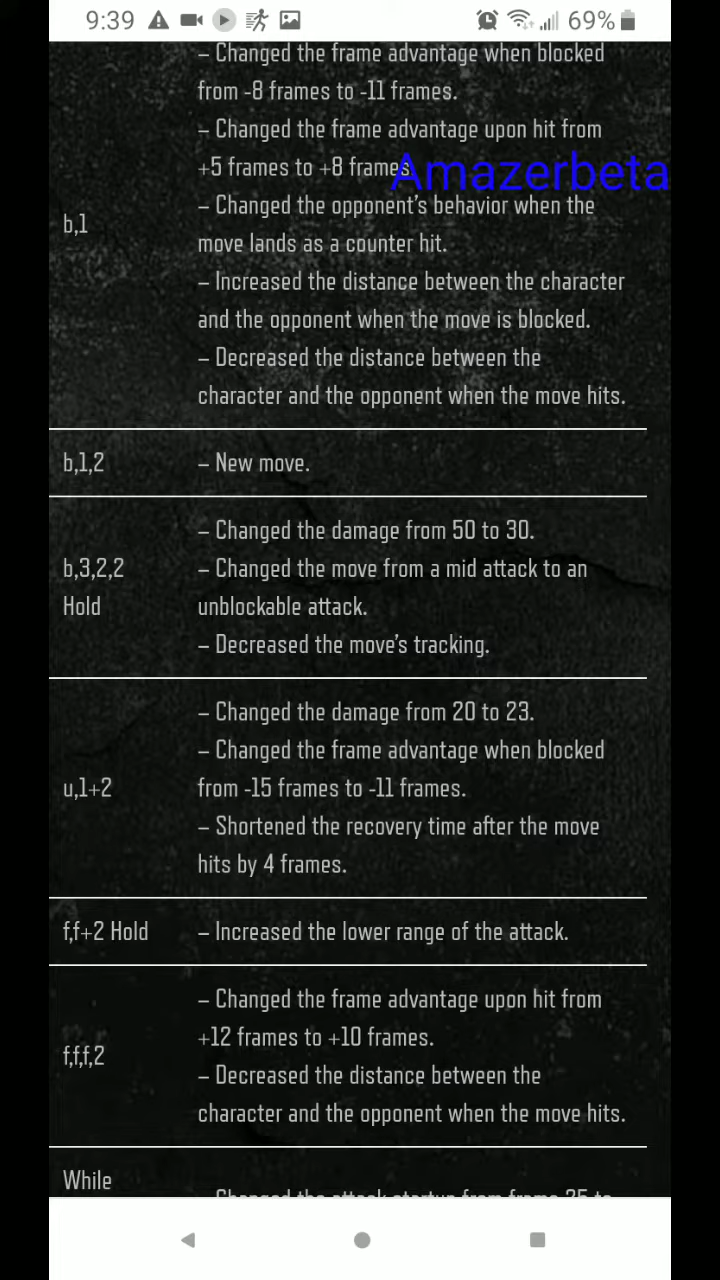 9:39
69%
– Changed the frame advantage when blocked
from -8 frames to -11 frames.
– Changed the frame advantage upon hit from
+5 frames to +8 frames.
Amazerbeta
– Changed the opponent's behavior when the
b,1
move lands as a counter hit.
– Increased the distance between the character
and the opponent when the move is blocked.
– Decreased the distance between the
character and the opponent when the move hits.
b,1,2
– New move.
– Changed the damage from 50 to 30.
b,3,2,2
– Changed the move from a mid attack to an
Hold
unblockable attack.
– Decreased the move's tracking.
– Changed the damage from 20 to 23.
– Changed the frame advantage when blocked
u,1+2
from -15 frames to -11 frames.
– Shortened the recovery time after the move
hits by 4 frames.
f,f+2 Hold
– Increased the lower range of the attack.
– Changed the frame advantage upon hit from
+12 frames to +10 frames.
f,f,f,2
– Decreased the distance between the
character and the opponent when the move hits.
While
– Changed the attack startup from frame 25 to